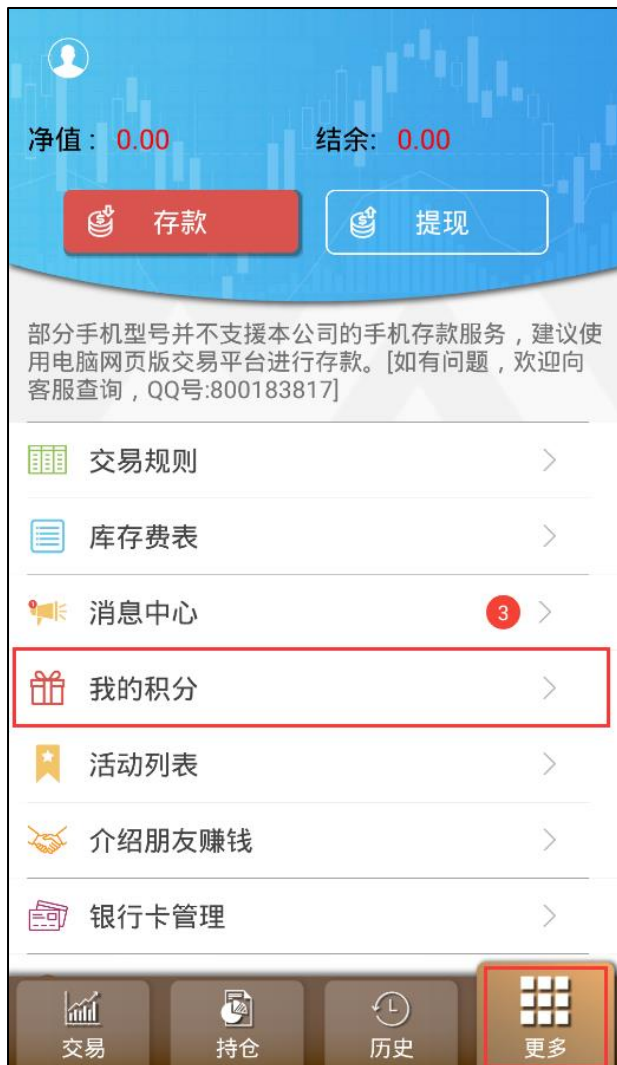 净值: 0.00 结余: 0.00
存款 提现
部分手机型号并不支援本公司的手机存款服务，建议使
用电脑网页版交易平台进行存款。[如有问题，欢迎向
客服查询，QQ号:800183817]
交易规则
库存费表
消息中心 3
我的积分
活动列表
介绍朋友赚钱
银行卡管理
交易 持仓 历史 更多